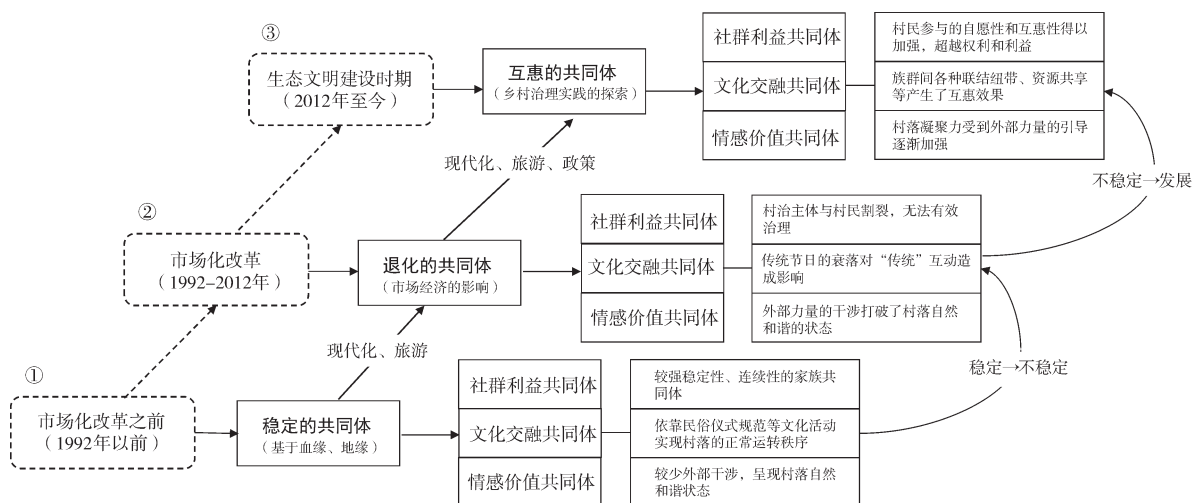 ③
生态文明建设时期
（2012年至今）
互惠的共同体
（乡村治理实践的探索）
社群利益共同体
文化交融共同体
情感价值共同体
村民参与的自愿性和互惠性得以
加强，超越权利和利益
族群间各种联结纽带、资源共享
等产生了互惠效果
村落凝聚力受到外部力量的引导
逐渐加强
现代化、旅游、政策
不稳定→发展
②
市场化改革
（1992-2012年）
退化的共同体
（市场经济的影响）
社群利益共同体
文化交融共同体
情感价值共同体
村治主体与村民割裂，无法有效
治理
传统节日的衰落对“传统”互动造
成影响
外部力量的干涉打破了村落自然
和谐的状态
现代化、旅游
稳定→不稳定
①
市场化改革之前
（1992年以前）
稳定的共同体
（基于血缘、地缘）
社群利益共同体
文化交融共同体
情感价值共同体
较强稳定性、连续性的家族共
同体
依靠民俗仪式规范等文化活动
实现村落的正常运转秩序
较少外部干涉，呈现村落自然
和谐状态